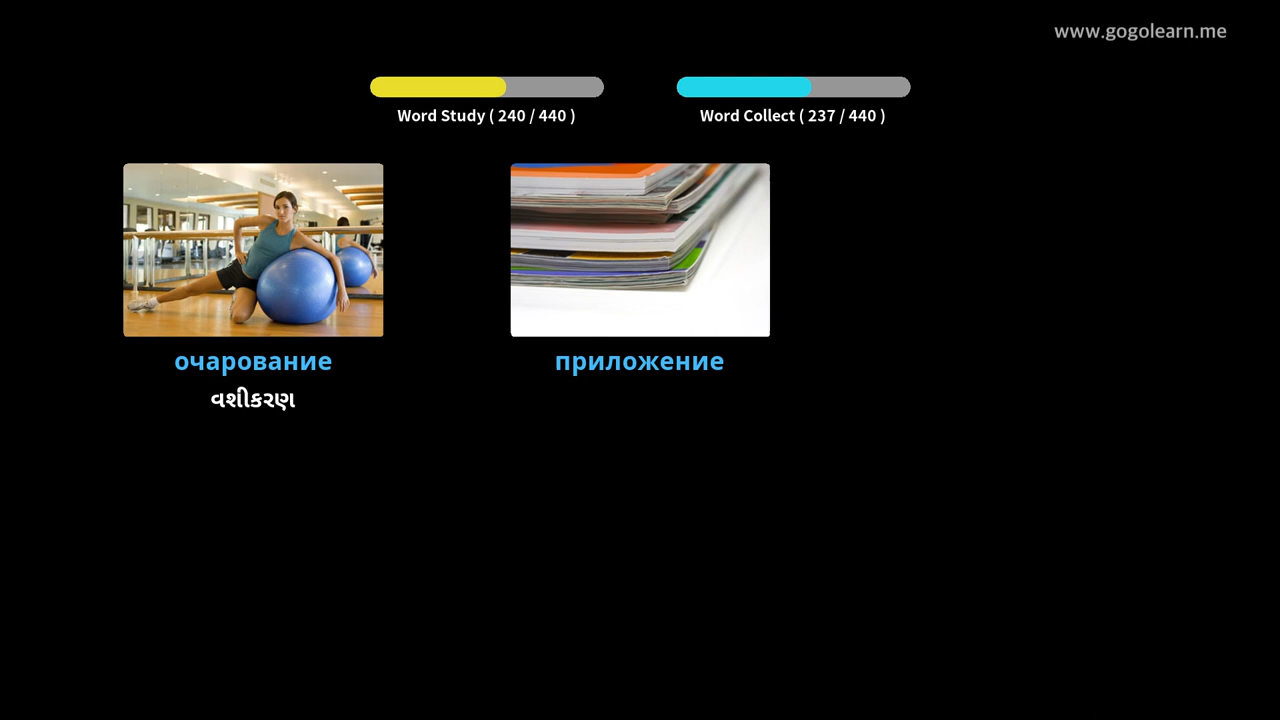 www.gogolearn.me
Word Study ( 240 / 440 )
Word Collect ( 237 / 440 )
очарование
વશીકરણ
приложение